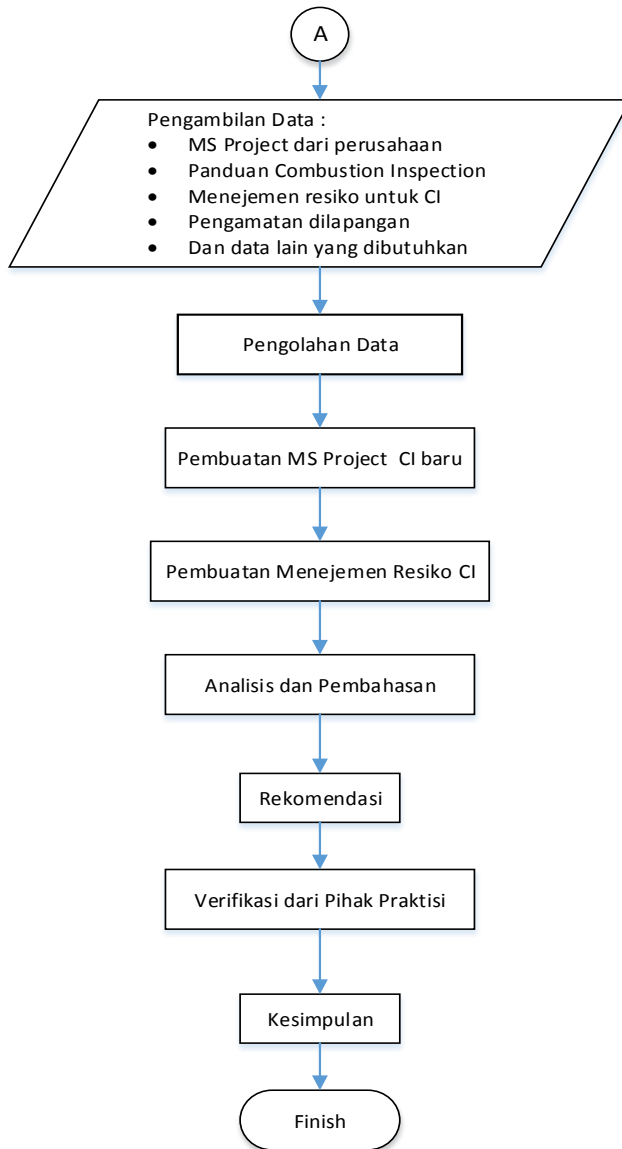 A
Pengambilan Data :
• MS Project dari perusahaan
• Panduan Combustion Inspection
• Menejemen resiko untuk CI
• Pengamatan dilapangan
• Dan data lain yang dibutuhkan
Pengolahan Data
Pembuatan MS Project CI baru
Pembuatan Menejemen Resiko CI
Analisis dan Pembahasan
Rekomendasi
Verifikasi dari Pihak Praktisi
Kesimpulan
Finish